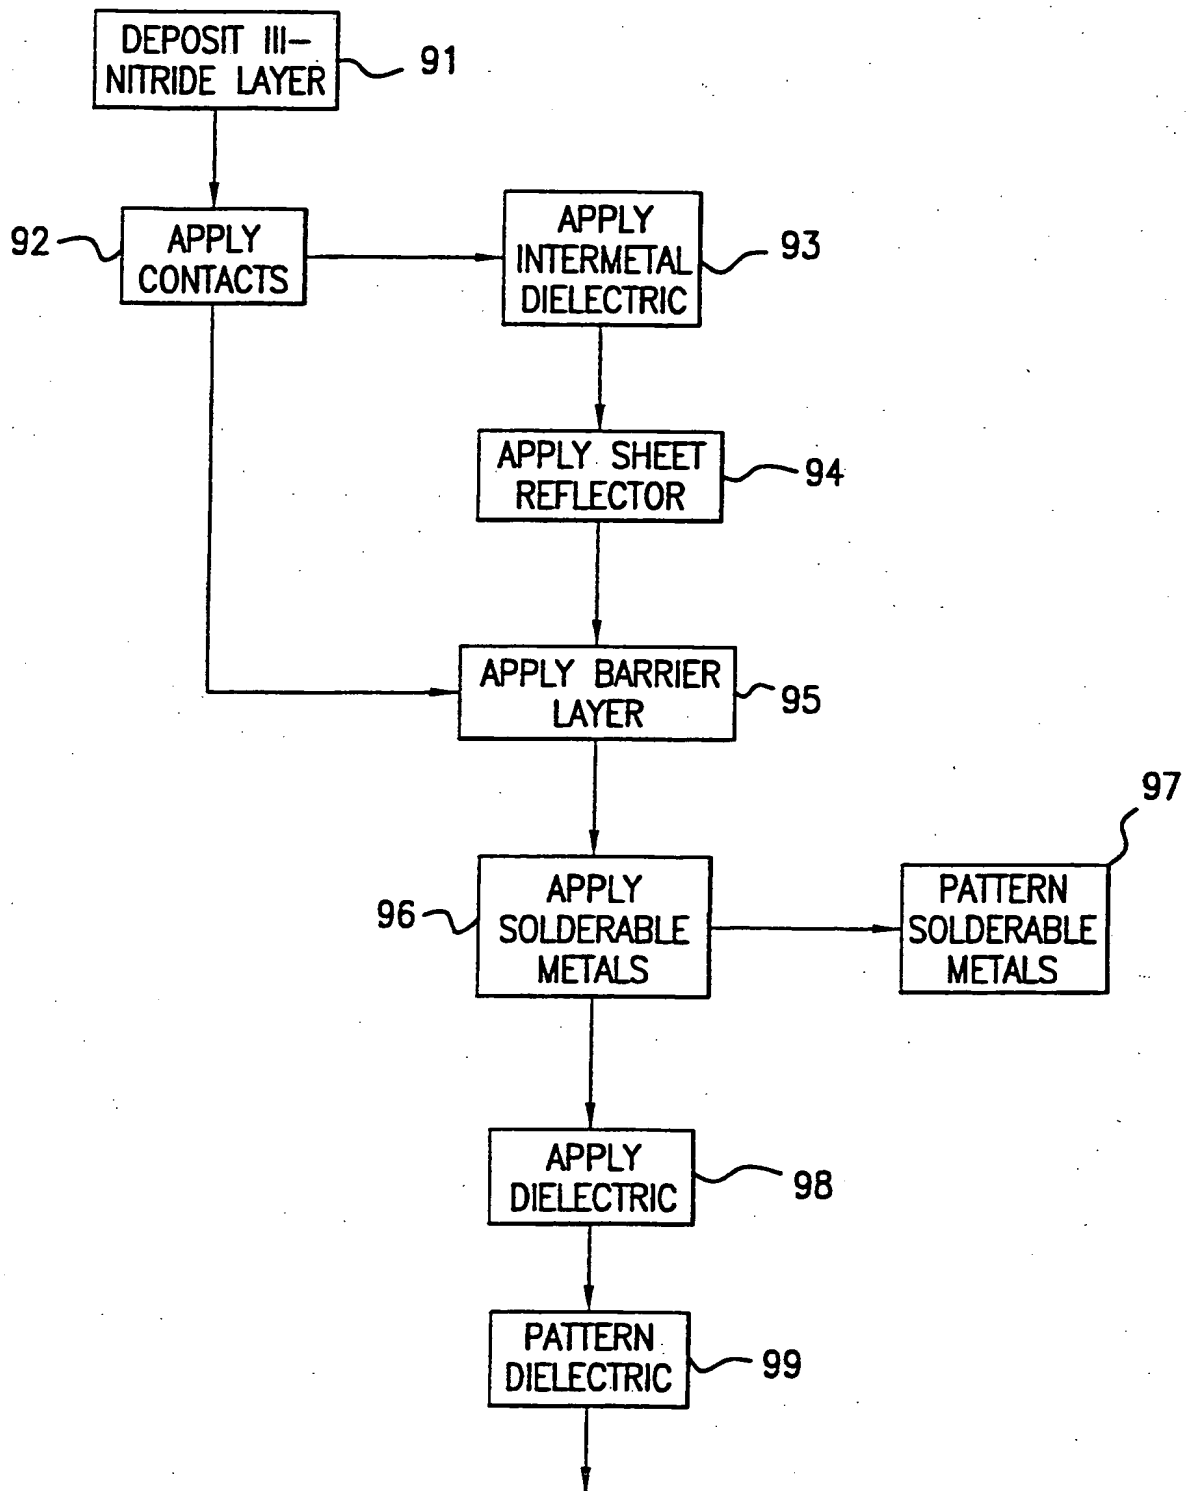 DEPOSIT III–
NITRIDE LAYER
91
92
APPLY
CONTACTS
APPLY
INTERMETAL
DIELECTRIC
93
APPLY SHEET
REFLECTOR
94
APPLY BARRIER
LAYER
95
96
APPLY
SOLDERABLE
METALS
97
PATTERN
SOLDERABLE
METALS
APPLY
DIELECTRIC
98
PATTERN
DIELECTRIC
99